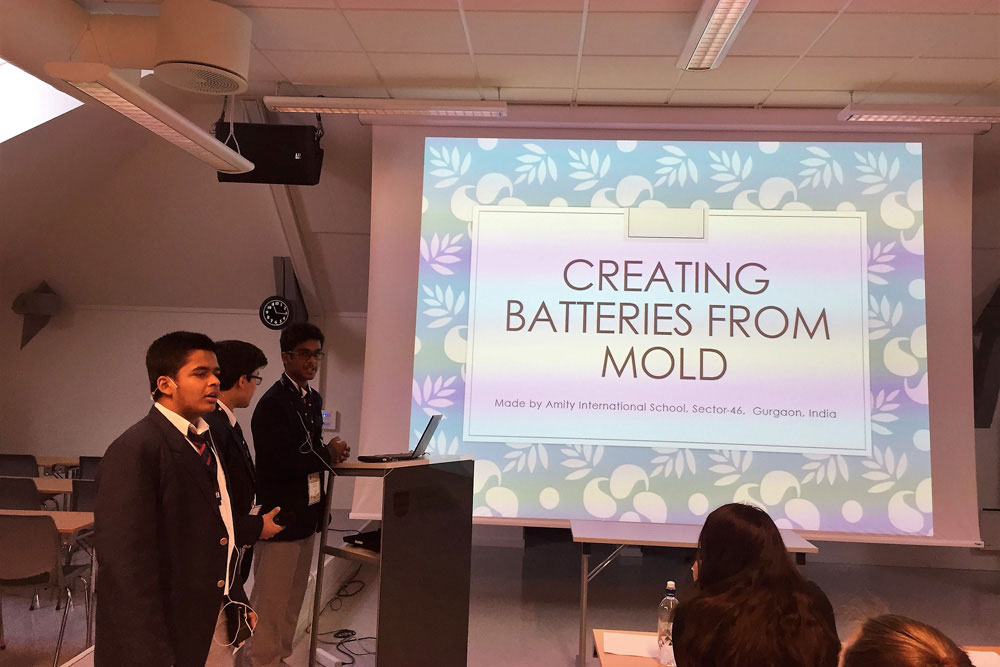 CREATING
BATTERIES FROM
MOLD
Made by Amity International School, Sector-46, Gurgaon, India